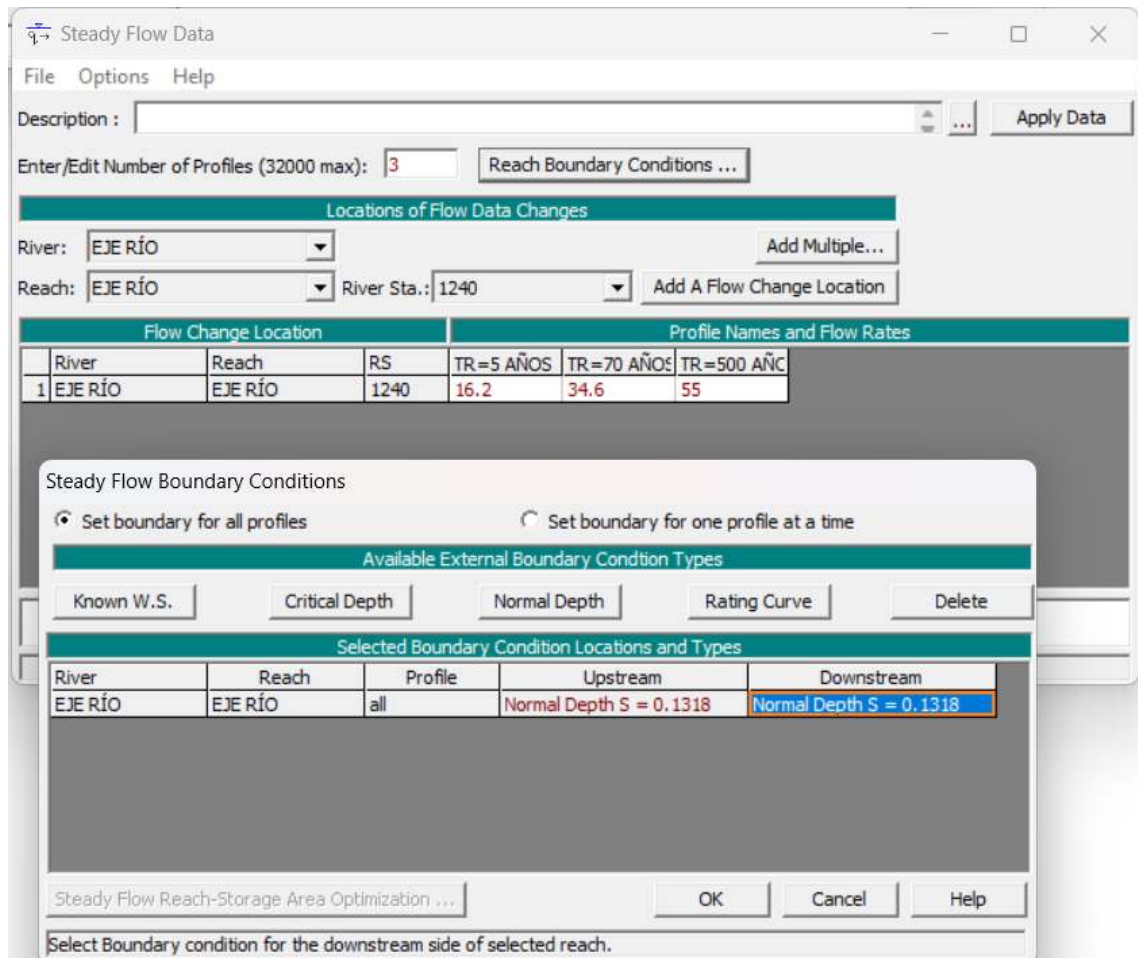 Steady Flow Data
File Options Help
Description : ... Apply Data
Enter/Edit Number of Profiles (32000 max): 3 Reach Boundary Conditions ...
Locations of Flow Data Changes
River: EJE RÍO Add Multiple...
Reach: EJE RÍO River Sta.: 1240 Add A Flow Change Location
Flow Change Location Profile Names and Flow Rates
River Reach RS TR=5 AÑOS TR=70 AÑOS TR=500 AÑO
1 EJE RÍO EJE RÍO 1240 16.2 34.6 55
Steady Flow Boundary Conditions
Set boundary for all profiles Set boundary for one profile at a time
Available External Boundary Condtion Types
Known W.S. Critical Depth Normal Depth Rating Curve Delete
Selected Boundary Condition Locations and Types
River Reach Profile Upstream Downstream
EJE RÍO EJE RÍO all Normal Depth S = 0.1318 Normal Depth S = 0.1318
Steady Flow Reach-Storage Area Optimization ... OK Cancel Help
Select Boundary condition for the downstream side of selected reach.